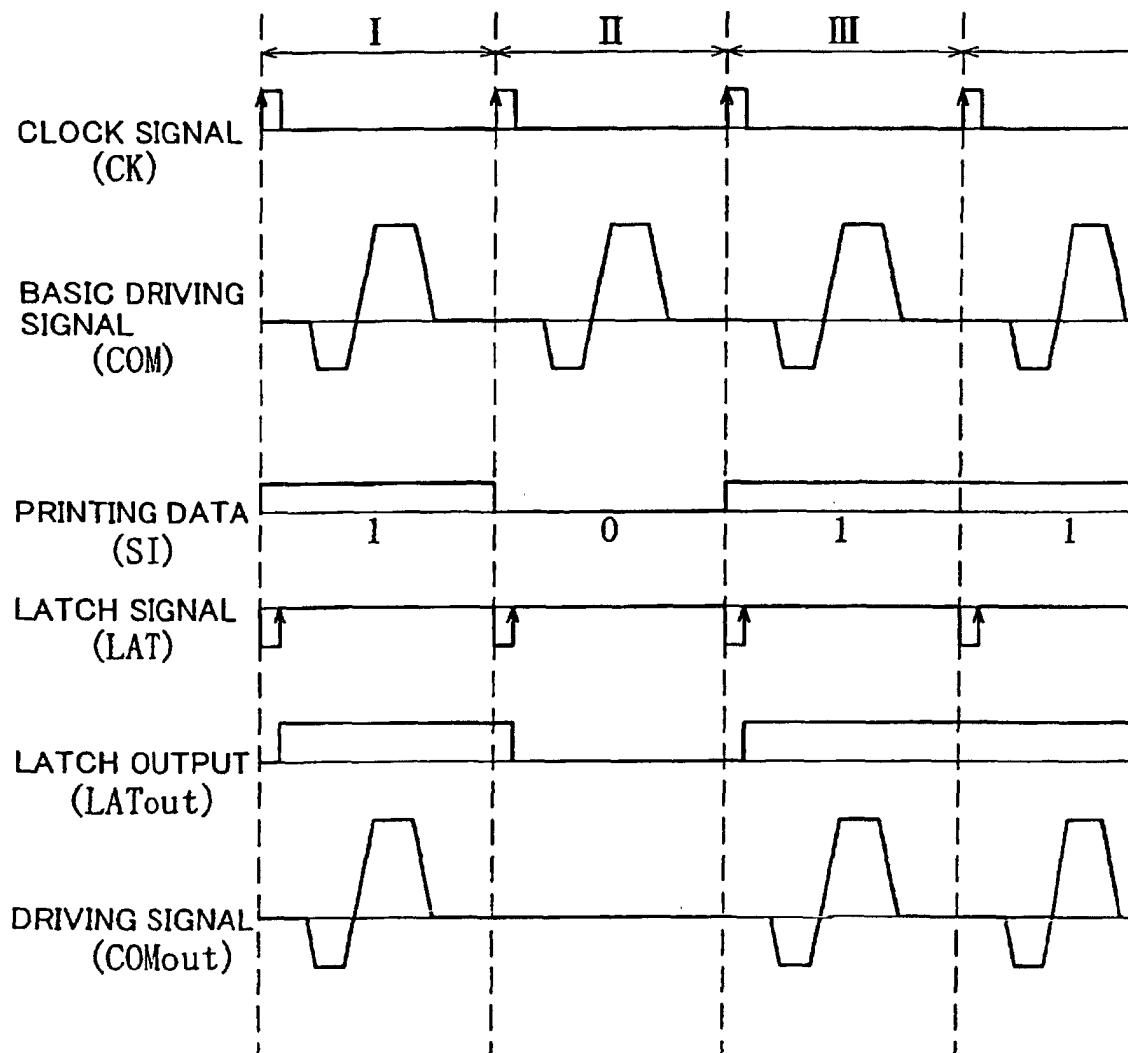 I II III
CLOCK SIGNAL
(CK)
BASIC DRIVING
SIGNAL
(COM)
PRINTING DATA
(SI)
1 0 1 1
LATCH SIGNAL
(LAT)
LATCH OUTPUT
(LATout)
DRIVING SIGNAL
(COMout)